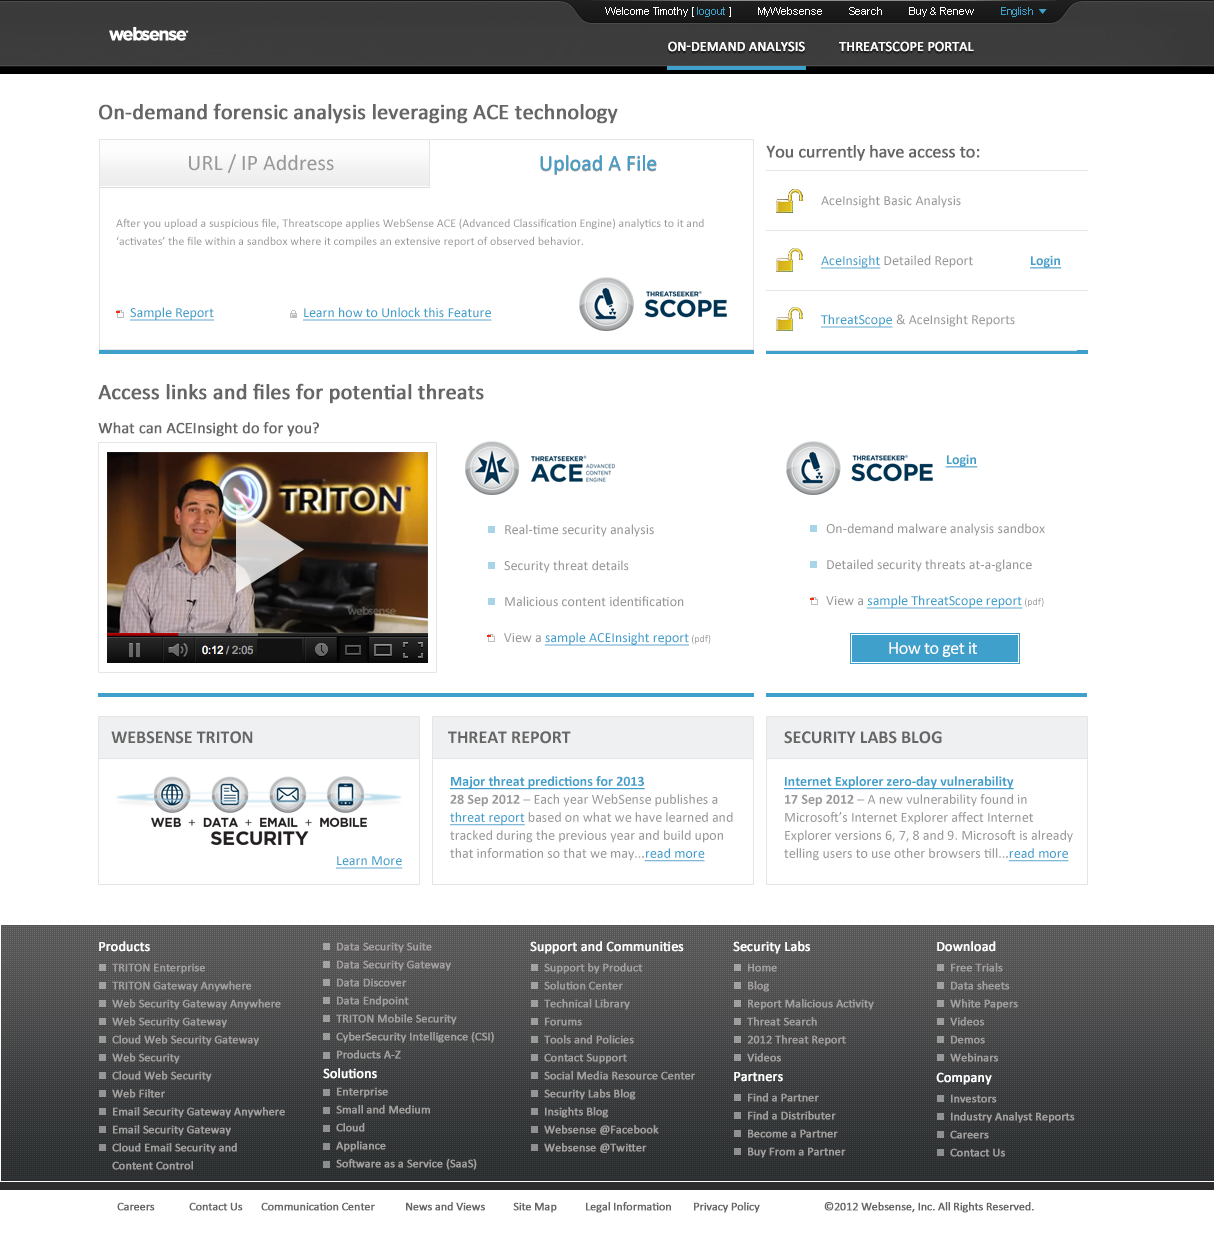 Welcome Timothy [ logout ] MyWebsense Search Buy & Renew English
websense
ON-DEMAND ANALYSIS THREATSCOPE PORTAL
On-demand forensic analysis leveraging ACE technology
URL / IP Address Upload A File
After you upload a suspicious file, Threatscope applies WebSense ACE (Advanced Classification Engine) analytics to it and
‘activates’ the file within a sandbox where it compiles an extensive report of observed behavior.
THREATSEEKER®
SCOPE
Sample Report Learn how to Unlock this Feature
You currently have access to:
AceInsight Basic Analysis
AceInsight Detailed Report Login
ThreatScope & AceInsight Reports
Access links and files for potential threats
What can ACEInsight do for you?
TRITON™
websense
0:12 / 2:05
THREATSEEKER®
ACE ADVANCED
CONTENT
ENGINE
Real-time security analysis
Security threat details
Malicious content identification
View a sample ACEInsight report (pdf)
THREATSEEKER®
SCOPE Login
On-demand malware analysis sandbox
Detailed security threats at-a-glance
View a sample ThreatScope report (pdf)
How to get it
WEBSENSE TRITON
WEB + DATA + EMAIL + MOBILE
SECURITY
Learn More
THREAT REPORT
Major threat predictions for 2013
28 Sep 2012 – Each year WebSense publishes a
threat report based on what we have learned and
tracked during the previous year and build upon
that information so that we may...read more
SECURITY LABS BLOG
Internet Explorer zero-day vulnerability
17 Sep 2012 – A new vulnerability found in
Microsoft’s Internet Explorer affect Internet
Explorer versions 6, 7, 8 and 9. Microsoft is already
telling users to use other browsers till...read more
Products
TRITON Enterprise
TRITON Gateway Anywhere
Web Security Gateway Anywhere
Web Security Gateway
Cloud Web Security Gateway
Web Security
Cloud Web Security
Web Filter
Email Security Gateway Anywhere
Email Security Gateway
Cloud Email Security and
Content Control
Data Security Suite
Data Security Gateway
Data Discover
Data Endpoint
TRITON Mobile Security
CyberSecurity Intelligence (CSI)
Products A-Z
Solutions
Enterprise
Small and Medium
Cloud
Appliance
Software as a Service (SaaS)
Support and Communities
Support by Product
Solution Center
Technical Library
Forums
Tools and Policies
Contact Support
Social Media Resource Center
Security Labs Blog
Insights Blog
Websense @Facebook
Websense @Twitter
Security Labs
Home
Blog
Report Malicious Activity
Threat Search
2012 Threat Report
Videos
Partners
Find a Partner
Find a Distributer
Become a Partner
Buy From a Partner
Download
Free Trials
Data sheets
White Papers
Videos
Demos
Webinars
Company
Investors
Industry Analyst Reports
Careers
Contact Us
Careers Contact Us Communication Center News and Views Site Map Legal Information Privacy Policy ©2012 Websense, Inc. All Rights Reserved.